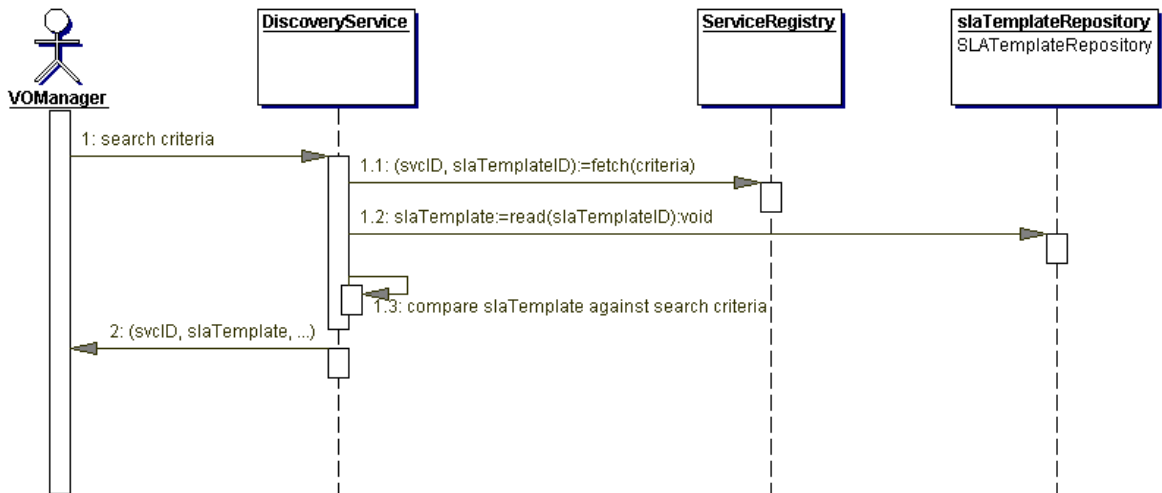 VOManager
DiscoveryService
ServiceRegistry
slaTemplateRepository
SLATemplateRepository
1: search criteria
1.1: (svcID, slaTemplateID):=fetch(criteria)
1.2: slaTemplate:=read(slaTemplateID):void
1.3: compare slaTemplate against search criteria
2: (svcID, slaTemplate, ...)